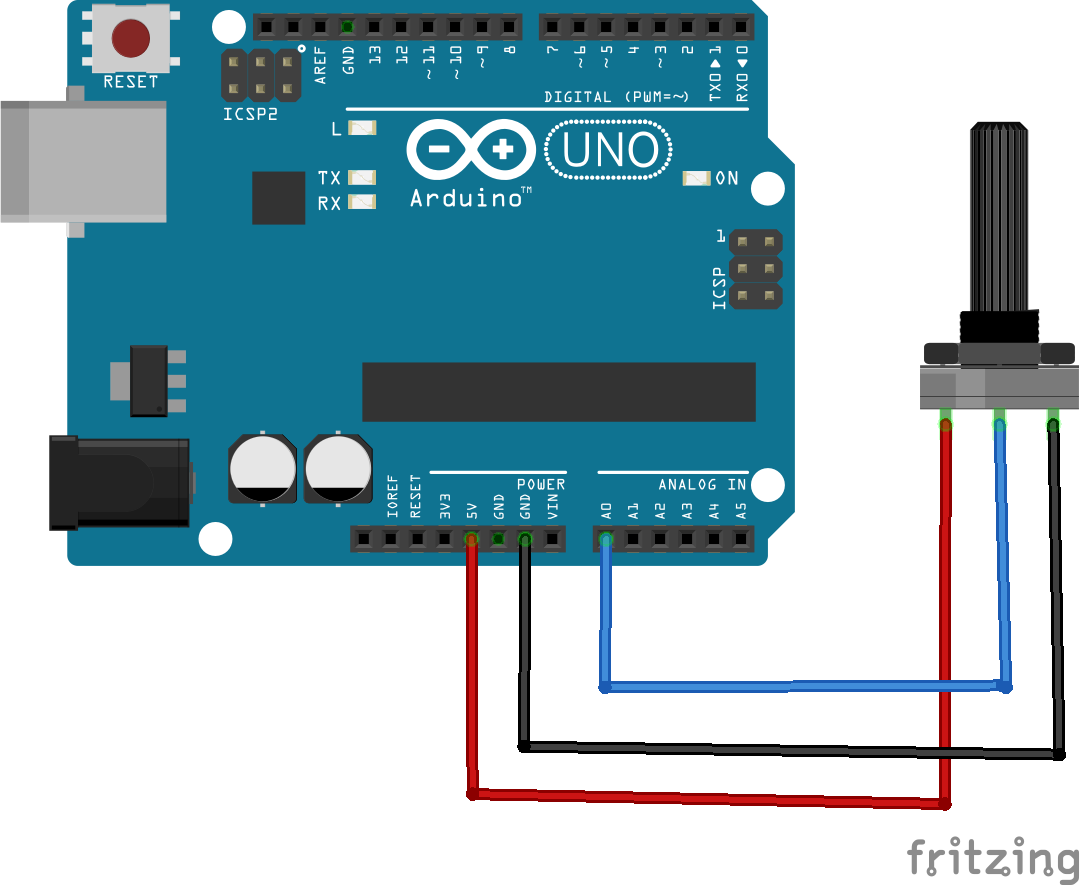 RESET
ICSP2
AREF
GND
13
12
~11
~10
~9
8
7
~6
~5
4
~3
2
TX0▶1
RX0◀0
DIGITAL (PWM=~)
L
TX
RX
Arduino™
UNO
ON
1
ICSP
IOREF
RESET
3V3
5V
GND
GND
VIN
POWER
ANALOG IN
A0
A1
A2
A3
A4
A5
fritzing